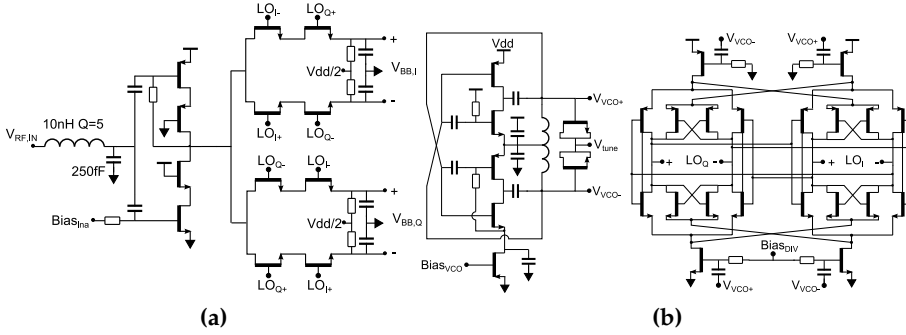 LO_I-
LO_Q+
Vdd/2
+
V_BB,I
-
LO_I+
LO_Q-
10nH Q=5
V_RF,IN
250fF
Bias_lna
LO_Q-
LO_I-
Vdd/2
+
V_BB,Q
-
LO_Q+
LO_I+
(a)
Vdd
V_VCO+
V_tune
V_VCO-
Bias_VCO
V_VCO-
V_VCO+
+ LO_Q -
+ LO_I -
Bias_DIV
V_VCO+
V_VCO-
(b)